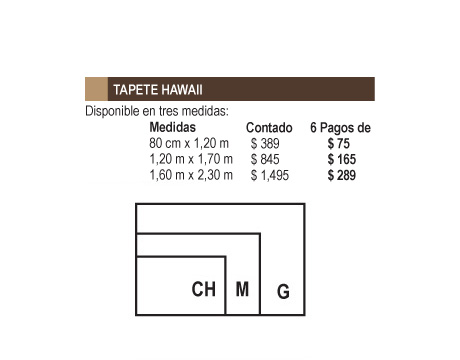 TAPETE HAWAII
Disponible en tres medidas:
Medidas Contado 6 Pagos de
80 cm x 1,20 m $ 389 $ 75
1,20 m x 1,70 m $ 845 $ 165
1,60 m x 2,30 m $ 1,495 $ 289
CH M G